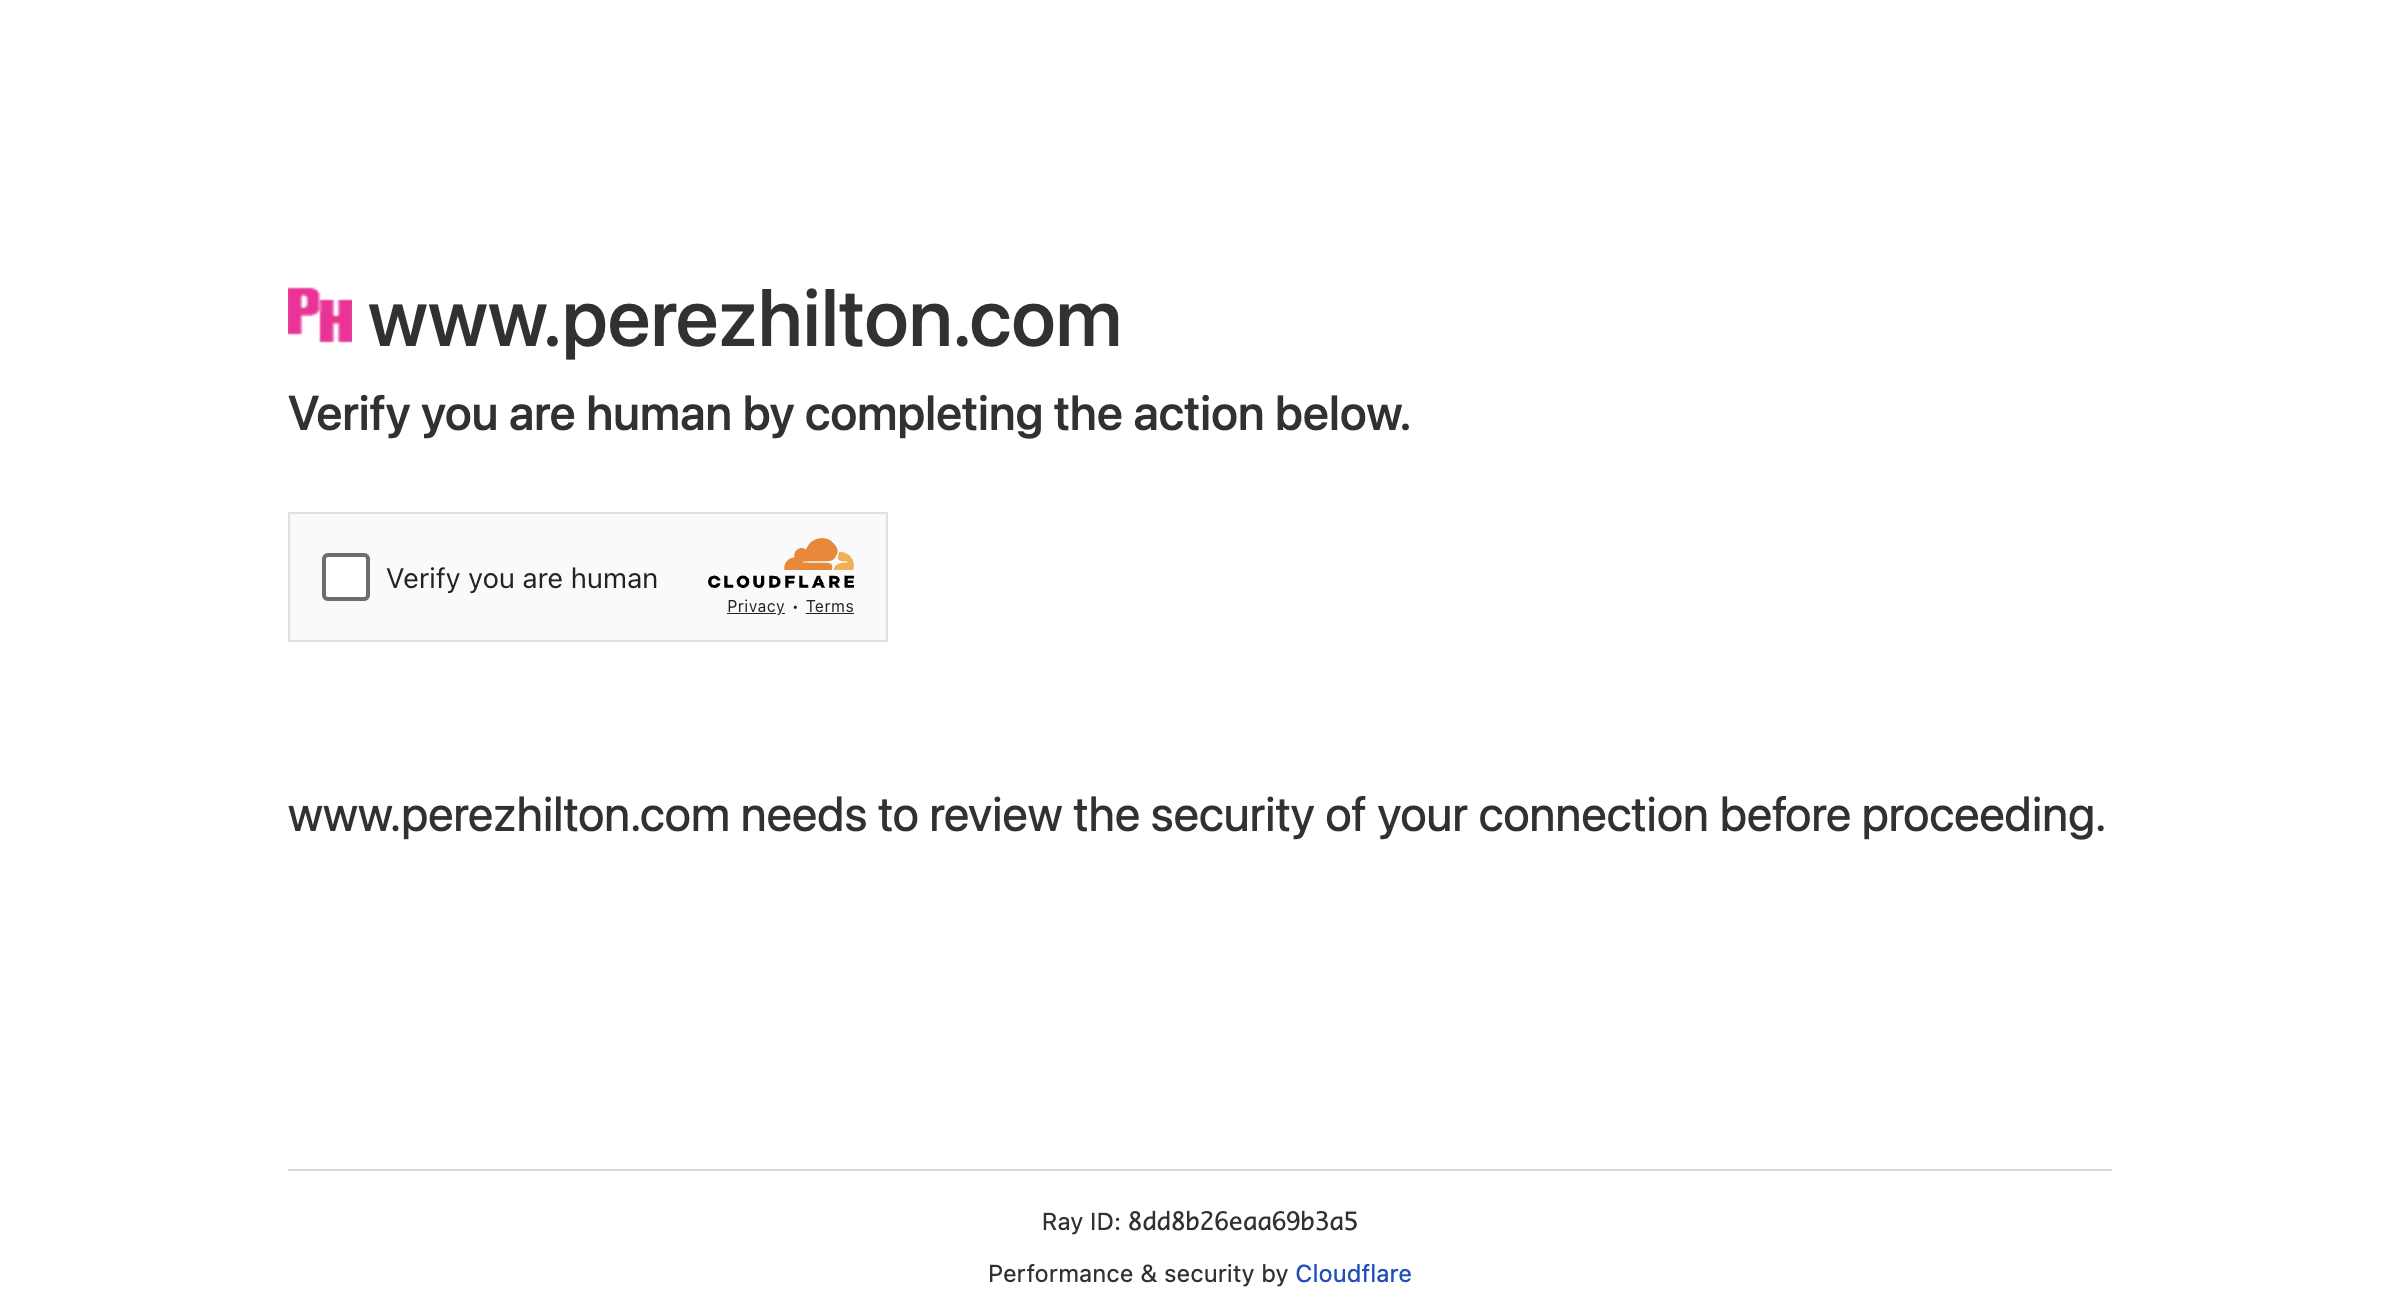 PH www.perezhilton.com
Verify you are human by completing the action below.
Verify you are human
CLOUDFLARE
Privacy • Terms
www.perezhilton.com needs to review the security of your connection before proceeding.
Ray ID: 8dd8b26eaa69b3a5
Performance & security by Cloudflare